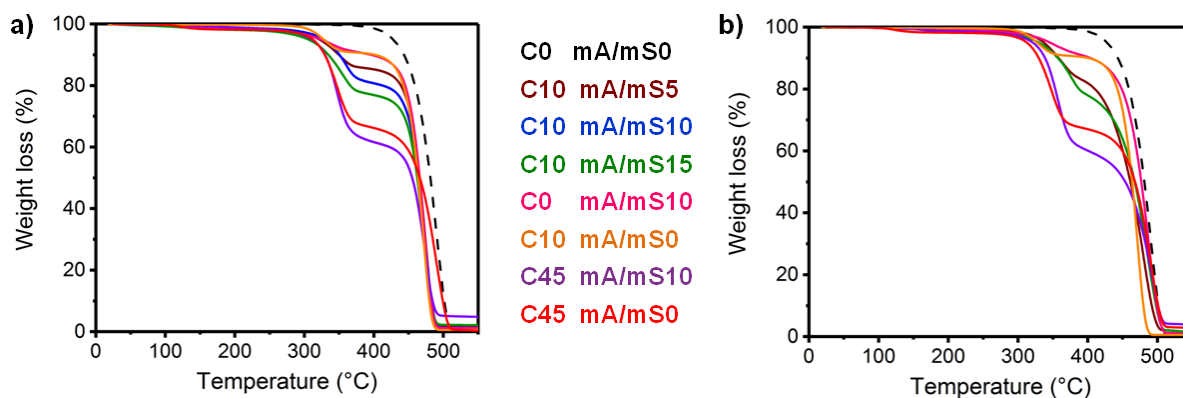 a)
100
80
60
40
20
0
Weight loss (%)
0 100 200 300 400 500
Temperature (°C)
C0 mA/mS0
C10 mA/mS5
C10 mA/mS10
C10 mA/mS15
C0 mA/mS10
C10 mA/mS0
C45 mA/mS10
C45 mA/mS0
b)
100
80
60
40
20
0
Weight loss (%)
0 100 200 300 400 500
Temperature (°C)